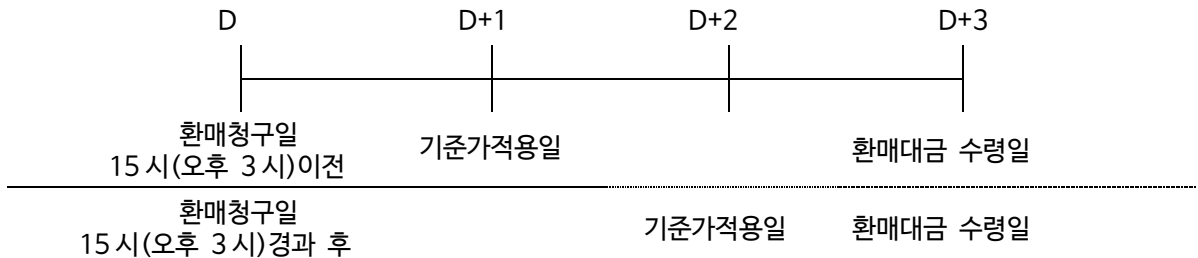 D D+1 D+2 D+3
환매청구일
15시(오후 3시)이전 기준가적용일 환매대금 수령일
환매청구일
15시(오후 3시)경과 후 기준가적용일 환매대금 수령일